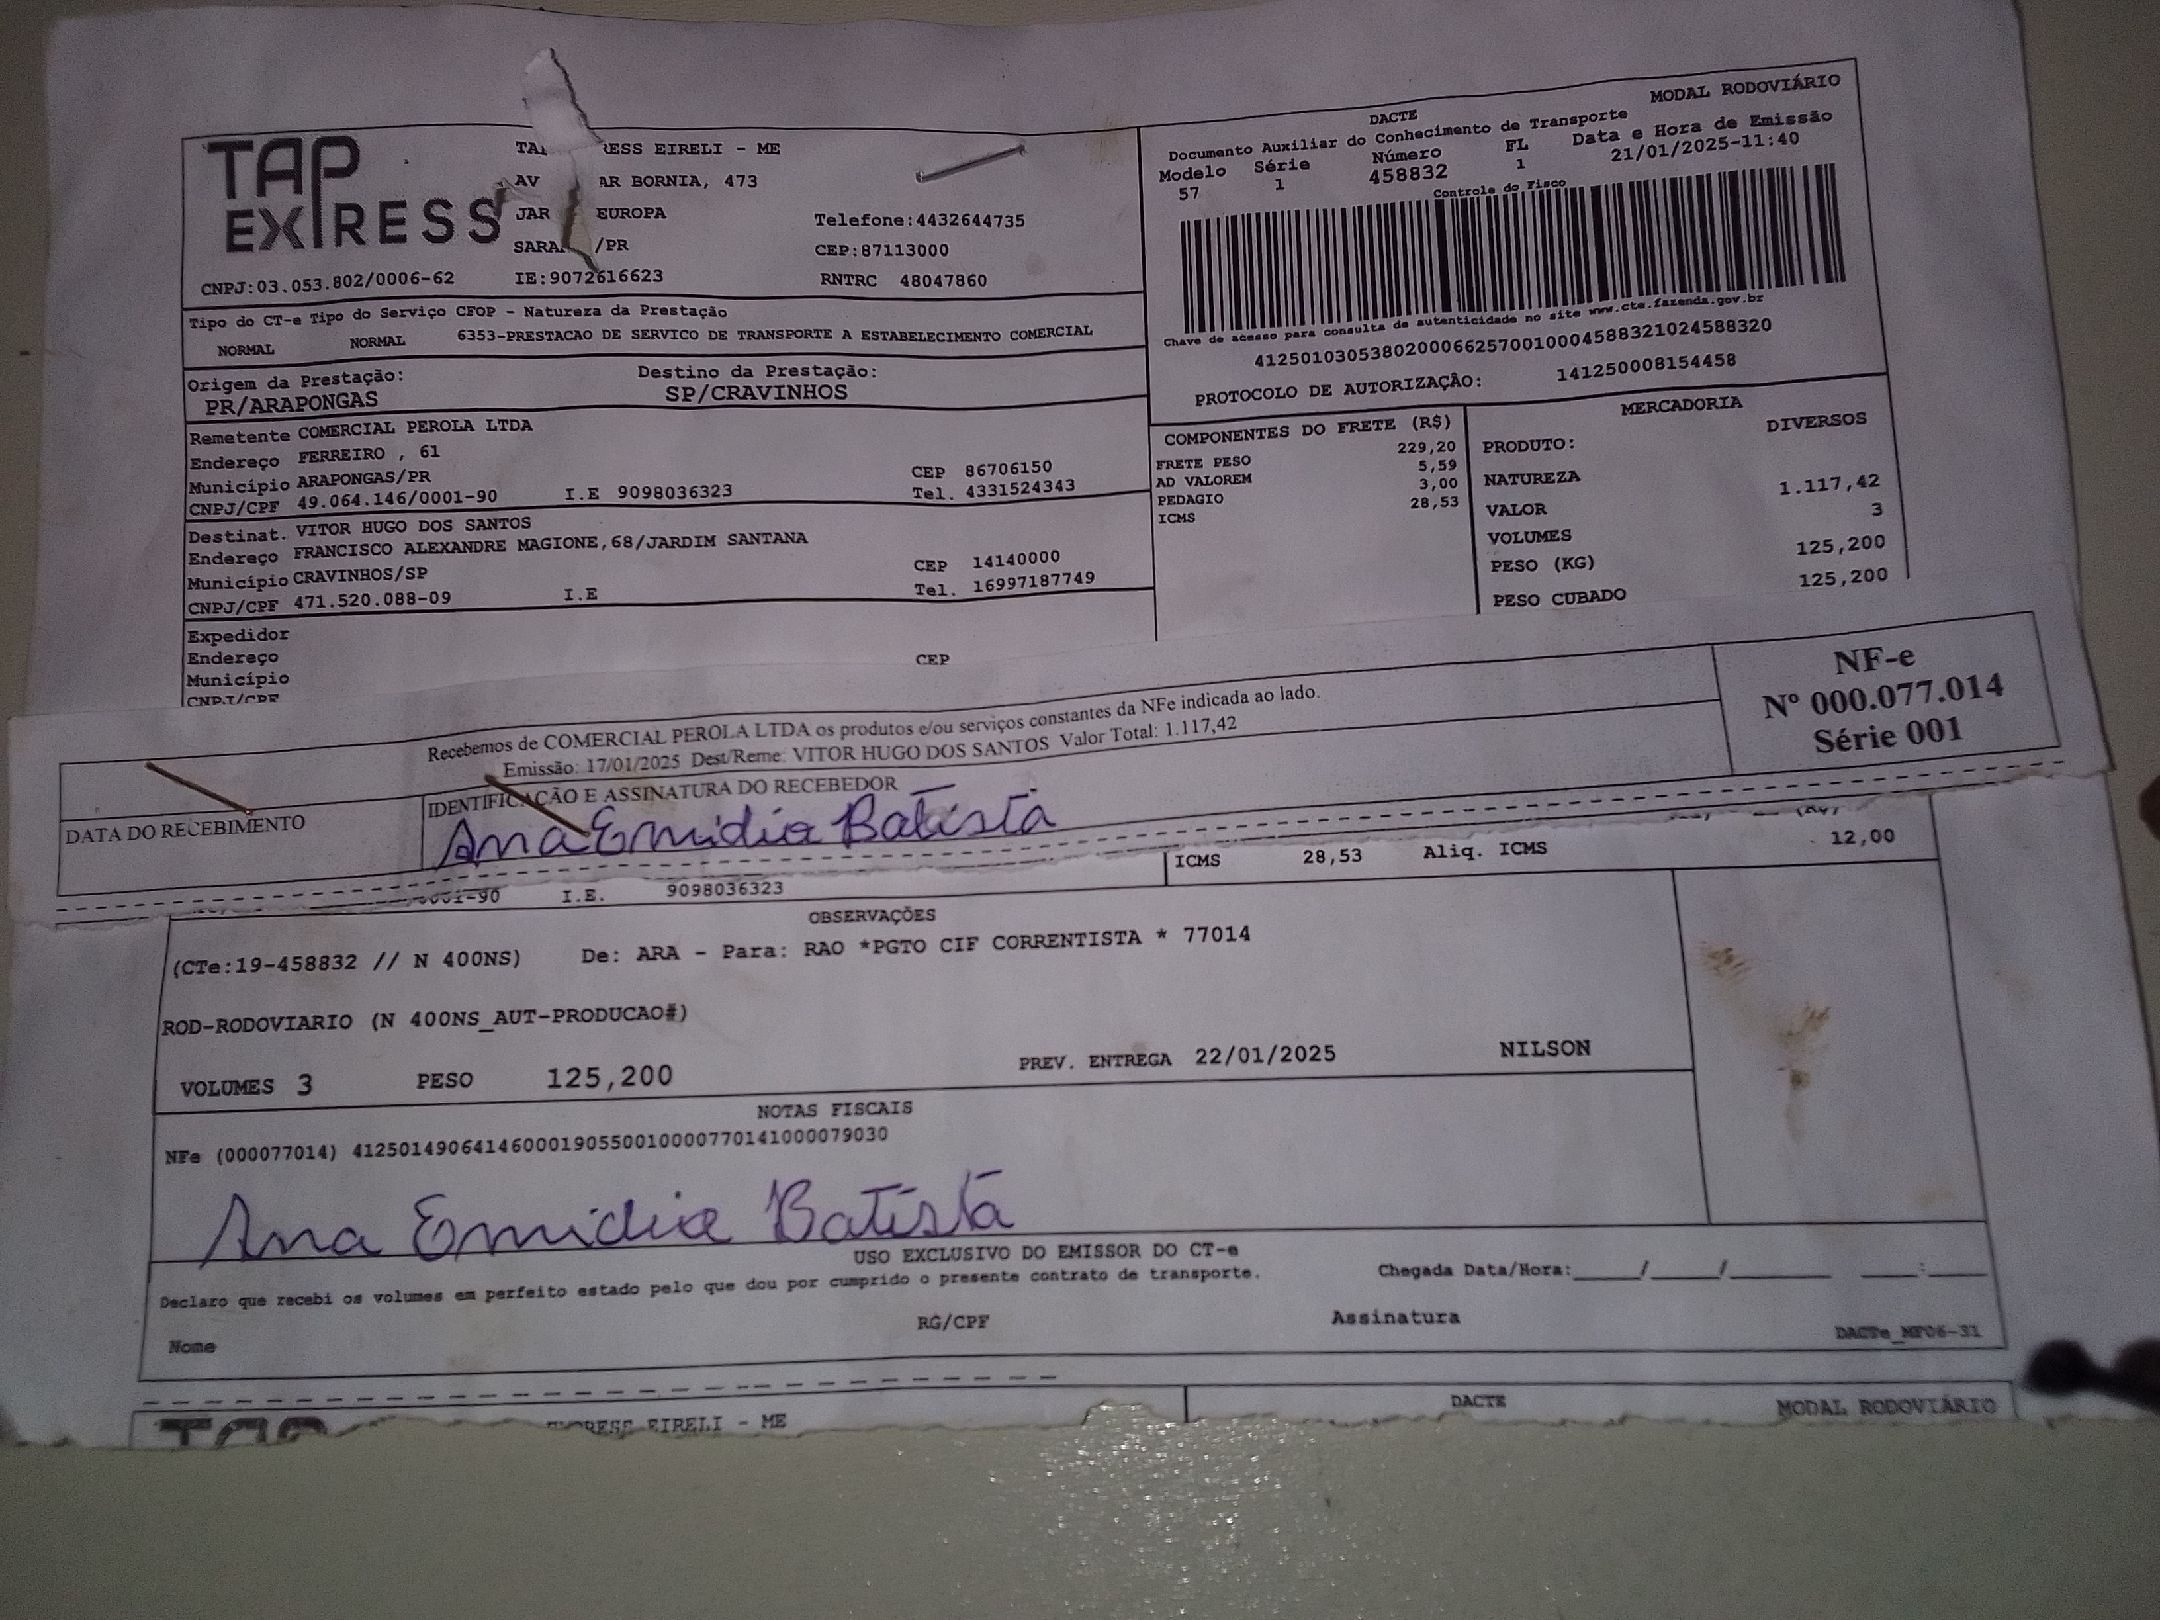 TAP
EXPRESS
RESS EIRELI - ME
AV AR BORNIA, 473
EUROPA
/PR
Telefone:4432644735
CEP:87113000
CNPJ:03.053.802/0006-62 IE:9072616623 RNTRC 48047860
DACTE MODAL RODOVIÁRIO
Documento Auxiliar do Conhecimento de Transporte
Modelo Série Número FL Data e Hora de Emissão
57 1 458832 1 21/01/2025-11:40
Controle do Fisco
Chave de acesso para consulta de autenticidade no site www.cte.fazenda.gov.br
41250103053802000662570010004588321024588320
PROTOCOLO DE AUTORIZAÇÃO: 141250008154458
Tipo do CT-e Tipo do Serviço CFOP - Natureza da Prestação
NORMAL NORMAL 6353-PRESTACAO DE SERVICO DE TRANSPORTE A ESTABELECIMENTO COMERCIAL
Origem da Prestação: Destino da Prestação:
PR/ARAPONGAS SP/CRAVINHOS
Remetente COMERCIAL PEROLA LTDA
Endereço FERREIRO , 61
Município ARAPONGAS/PR CEP 86706150
CNPJ/CPF 49.064.146/0001-90 I.E 9098036323 Tel. 4331524343
Destinat. VITOR HUGO DOS SANTOS
Endereço FRANCISCO ALEXANDRE MAGIONE,68/JARDIM SANTANA
Município CRAVINHOS/SP CEP 14140000
CNPJ/CPF 471.520.088-09 I.E Tel. 16997187749
Expedidor
Endereço
Município CEP
CNPJ/CPF
COMPONENTES DO FRETE (R$)
FRETE PESO 229,20
AD VALOREM 5,59
PEDAGIO 3,00
ICMS 28,53
MERCADORIA
PRODUTO: DIVERSOS
NATUREZA
VALOR 1.117,42
VOLUMES 3
PESO (KG) 125,200
PESO CUBADO 125,200
Recebemos de COMERCIAL PEROLA LTDA os produtos e/ou serviços constantes da NFe indicada ao lado.
Emissão: 17/01/2025 Dest/Reme: VITOR HUGO DOS SANTOS Valor Total: 1.117,42
NF-e
Nº 000.077.014
Série 001
DATA DO RECEBIMENTO
IDENTIFICAÇÃO E ASSINATURA DO RECEBEDOR
Ana Emidia Batista
0001-90 I.E. 9098036323 ICMS 28,53 Aliq. ICMS 12,00
OBSERVAÇÕES
(CTe:19-458832 // N 400NS) De: ARA - Para: RAO *PGTO CIF CORRENTISTA * 77014
ROD-RODOVIARIO (N 400NS_AUT-PRODUCAO#)
VOLUMES 3 PESO 125,200 PREV. ENTREGA 22/01/2025 NILSON
NOTAS FISCAIS
NFe (000077014) 41250149064146000190550010000770141000079030
Ana Emidia Batista
USO EXCLUSIVO DO EMISSOR DO CT-e
Declaro que recebi os volumes em perfeito estado pelo que dou por cumprido o presente contrato de transporte. Chegada Data/Hora:_____/_____/________ ____:____
Nome RG/CPF Assinatura
DACTe_MF06-31
EIRELI - ME DACTE MODAL RODOVIÁRIO